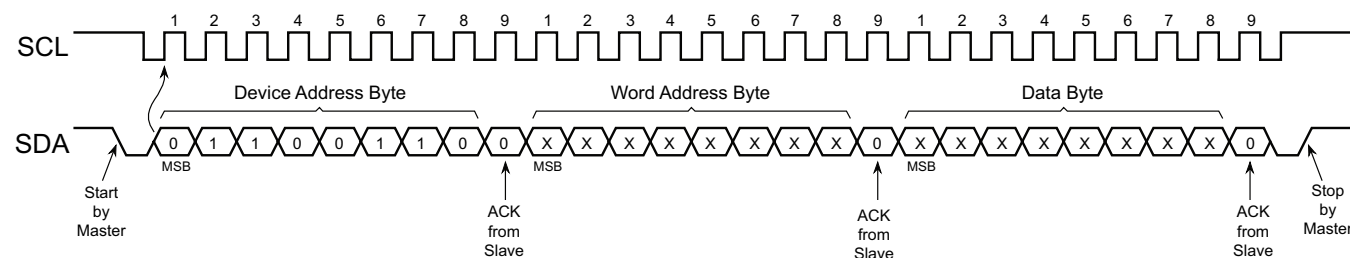 1 2 3 4 5 6 7 8 9 1 2 3 4 5 6 7 8 9 1 2 3 4 5 6 7 8 9
SCL
Device Address Byte Word Address Byte Data Byte
SDA 0 1 1 0 0 1 1 0 0 X X X X X X X X 0 X X X X X X X X 0
MSB MSB MSB
Start
by
Master
ACK
from
Slave
ACK
from
Slave
ACK
from
Slave
Stop
by
Master